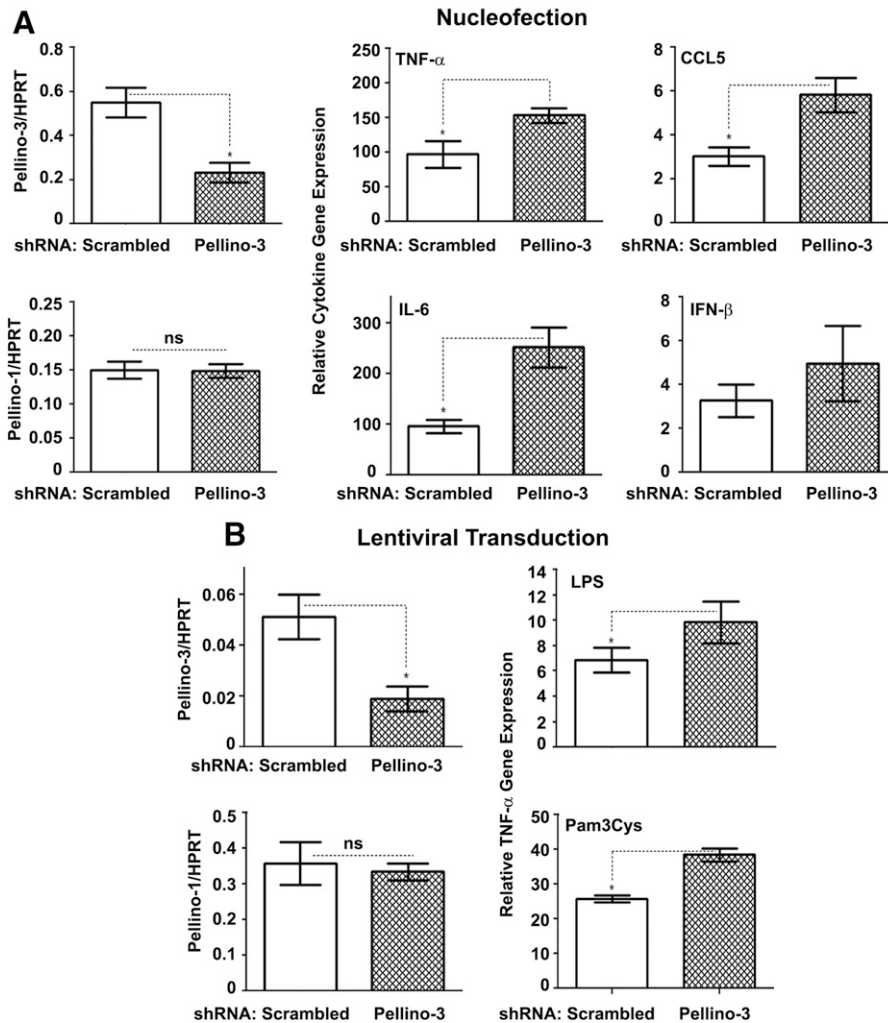 A
Nucleofection
Pellino-3/HPRT
0.8
0.6
0.4
0.2
0
*
shRNA: Scrambled Pellino-3
Relative Cytokine Gene Expression
TNF-α
250
200
150
100
50
0
*
shRNA: Scrambled Pellino-3
CCL5
8
6
4
2
0
*
shRNA: Scrambled Pellino-3
Pellino-1/HPRT
0.25
0.20
0.15
0.10
0.05
0
ns
shRNA: Scrambled Pellino-3
IL-6
300
200
100
0
*
shRNA: Scrambled Pellino-3
IFN-β
8
6
4
2
0
shRNA: Scrambled Pellino-3
B
Lentiviral Transduction
Pellino-3/HPRT
0.06
0.04
0.02
0
*
shRNA: Scrambled Pellino-3
Relative TNF-α Gene Expression
LPS
14
12
10
8
6
4
2
0
*
Pellino-1/HPRT
0.5
0.4
0.3
0.2
0.1
0
ns
shRNA: Scrambled Pellino-3
Pam3Cys
50
40
30
20
10
0
*
shRNA: Scrambled Pellino-3